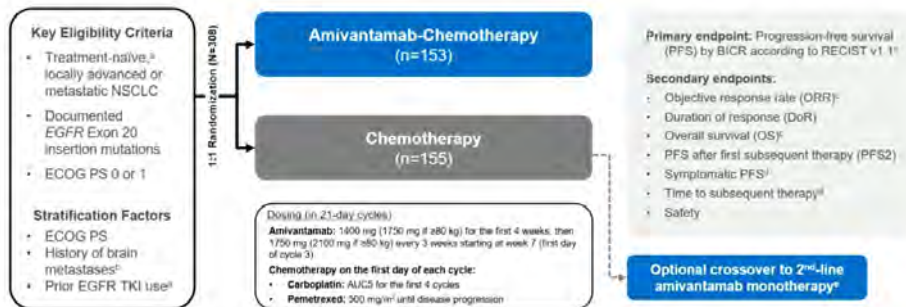 Key Eligibility Criteria
• Treatment-naïve,ᵃ
locally advanced or
metastatic NSCLC
• Documented
EGFR Exon 20
insertion mutations
• ECOG PS 0 or 1
Stratification Factors
• ECOG PS
• History of brain
metastasesᵇ
• Prior EGFR TKI useᵃ
1:1 Randomization (N=308)
Amivantamab-Chemotherapy
(n=153)
Chemotherapy
(n=155)
Dosing (in 21-day cycles)
Amivantamab: 1400 mg (1750 mg if ≥80 kg) for the first 4 weeks, then
1750 mg (2100 mg if ≥80 kg) every 3 weeks starting at week 7 (first day
of cycle 3)
Chemotherapy on the first day of each cycle:
• Carboplatin: AUC5 for the first 4 cycles
• Pemetrexed: 500 mg/m² until disease progression
Primary endpoint: Progression-free survival
(PFS) by BICR according to RECIST v1.1ᶜ
Secondary endpoints:
• Objective response rate (ORR)ᶜ
• Duration of response (DoR)
• Overall survival (OS)ᶜ
• PFS after first subsequent therapy (PFS2)
• Symptomatic PFSᵈ
• Time to subsequent therapyᵈ
• Safety
Optional crossover to 2ⁿᵈ-line
amivantamab monotherapyᵉ